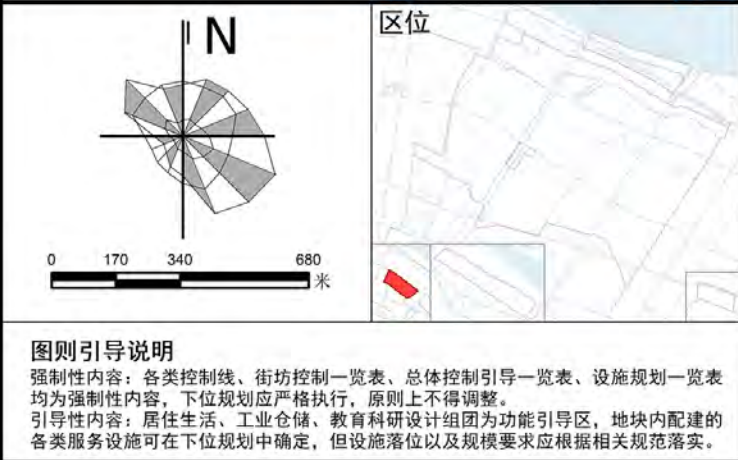 N
区位
0 170 340 680
米
图则引导说明
强制性内容：各类控制线、街坊控制一览表、总体控制引导一览表、设施规划一览表
均为强制性内容，下位规划应严格执行，原则上不得调整。
引导性内容：居住生活、工业仓储、教育科研设计组团为功能引导区，地块内配建的
各类服务设施可在下位规划中确定，但设施落位以及规模要求应根据相关规范落实。